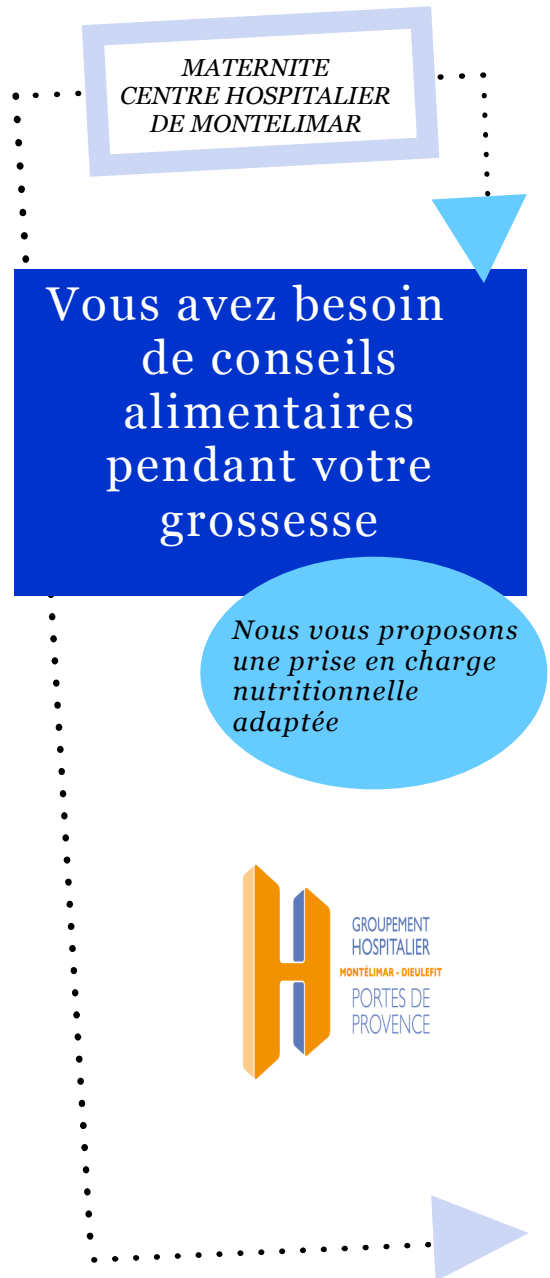 MATERNITE
CENTRE HOSPITALIER
DE MONTELIMAR
Vous avez besoin
de conseils
alimentaires
pendant votre
grossesse
Nous vous proposons
une prise en charge
nutritionnelle
adaptée
GROUPEMENT
HOSPITALIER
MONTÉLIMAR - DIEULEFIT
PORTES DE
PROVENCE